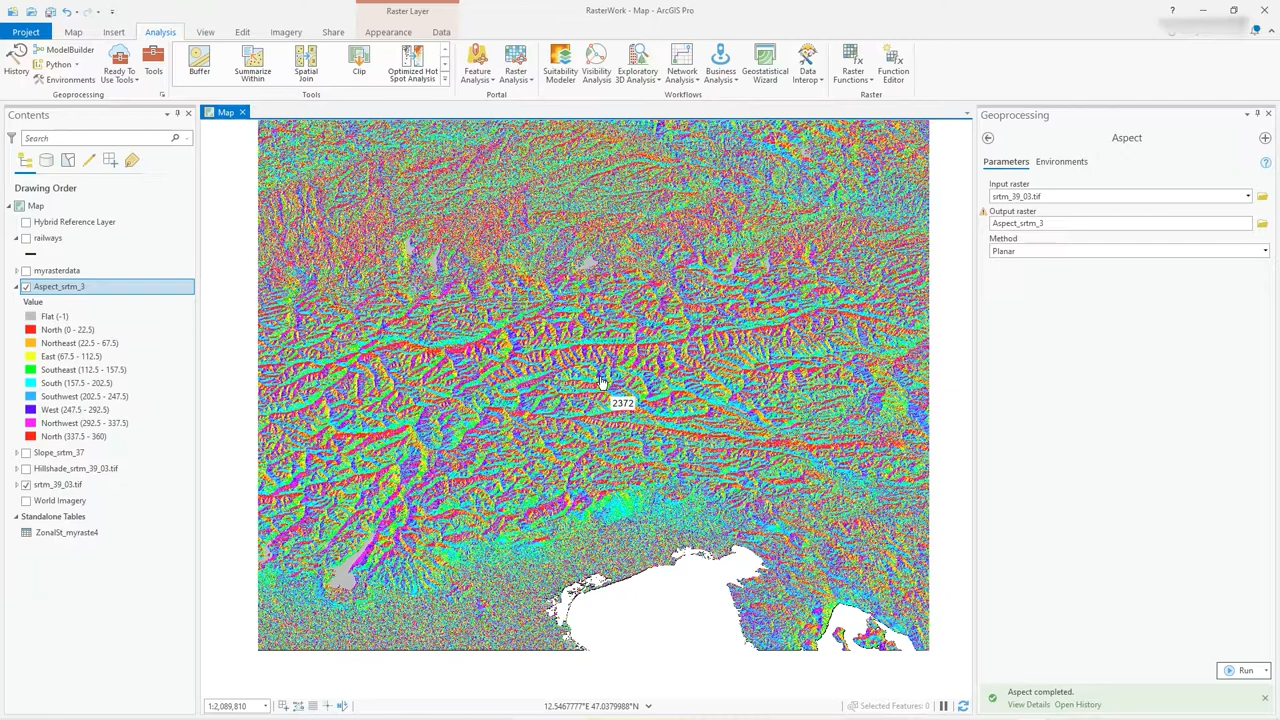 Raster Layer
RasterWork - Map - ArcGIS Pro
Project Map Insert Analysis View Edit Imagery Share Appearance Data
History
ModelBuilder
Python
Environments
Ready To Use Tools
Tools
Geoprocessing
Buffer
Summarize Within
Spatial Join
Clip
Optimized Hot Spot Analysis
Tools
Feature Analysis
Raster Analysis
Portal
Suitability Modeler
Visibility Analysis
Exploratory 3D Analysis
Network Analysis
Business Analysis
Geostatistical Wizard
Data Interop
Workflows
Raster Functions
Function Editor
Raster
Contents
Search
Drawing Order
Map
Hybrid Reference Layer
railways
myrasterdata
Aspect_srtm_3
Value
Flat (-1)
North (0 - 22.5)
Northeast (22.5 - 67.5)
East (67.5 - 112.5)
Southeast (112.5 - 157.5)
South (157.5 - 202.5)
Southwest (202.5 - 247.5)
West (247.5 - 292.5)
Northwest (292.5 - 337.5)
North (337.5 - 360)
Slope_srtm_37
Hillshade_srtm_39_03.tif
srtm_39_03.tif
World Imagery
Standalone Tables
ZonalSt_myraste4
Map
2372
1:2,089,810
12.5467777°E 47.0379988°N
Selected Features: 0
Geoprocessing
Aspect
Parameters Environments
Input raster
srtm_39_03.tif
Output raster
Aspect_srtm_3
Method
Planar
Run
Aspect completed.
View Details Open History